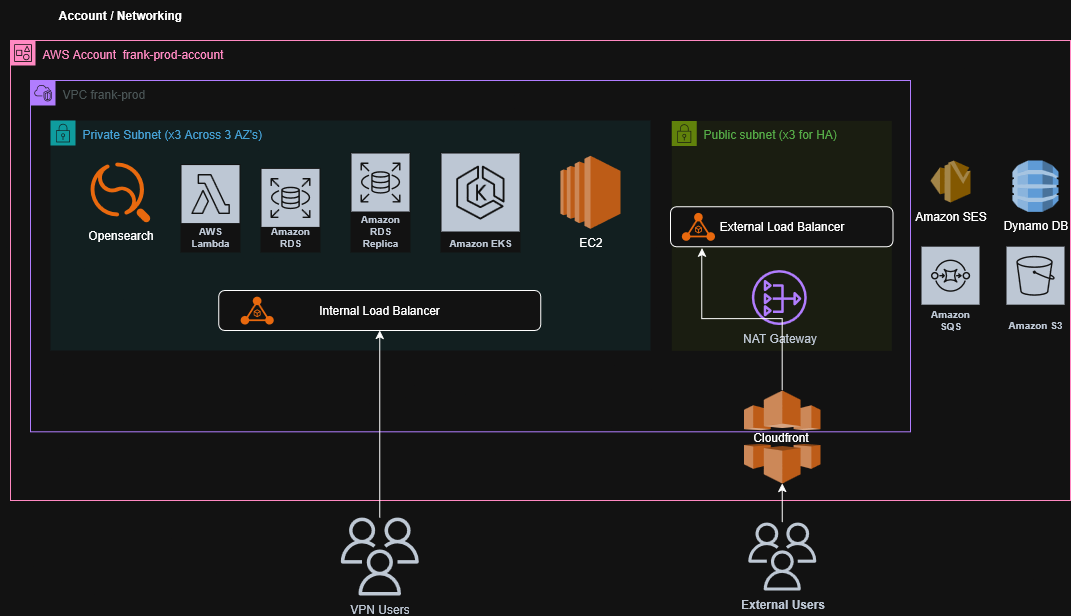 Account / Networking
AWS Account frank-prod-account
VPC frank-prod
Private Subnet (x3 Across 3 AZ's)
Public subnet (x3 for HA)
Opensearch
AWS
Lambda
Amazon
RDS
Amazon
RDS
Replica
Amazon EKS
EC2
External Load Balancer
Amazon SES
Dynamo DB
Internal Load Balancer
NAT Gateway
Amazon
SQS
Amazon S3
Cloudfront
VPN Users
External Users